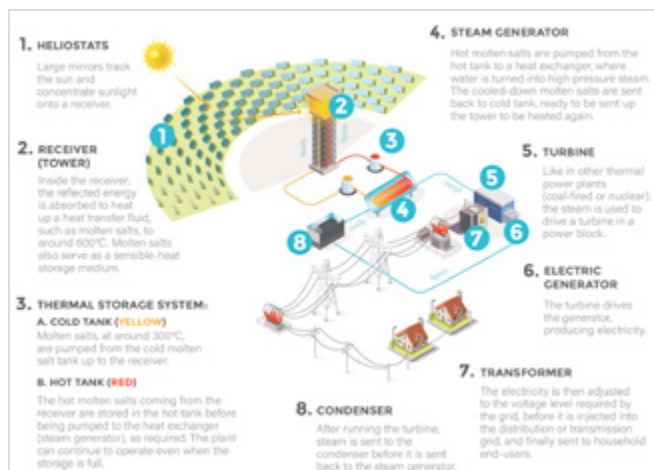 1. HELIOSTATS
Large mirrors track
the sun and
concentrate sunlight
onto a receiver.
2. RECEIVER
(TOWER)
Inside the receiver,
the reflected energy
is absorbed to heat
up a heat transfer fluid,
such as molten salts, to
around 600°C. Molten salts
also serve as a sensible-heat
storage medium.
3. THERMAL STORAGE SYSTEM:
A. COLD TANK (YELLOW)
Molten salts, at around 300°C,
are pumped from the cold molten
salt tank up to the receiver.
B. HOT TANK (RED)
The hot molten salts coming from the
receiver are stored in the hot tank before
being pumped to the heat exchanger
(steam generator), as required. The plant
can continue to operate even when the
storage is full.
1
2
3
4
5
6
7
8
4. STEAM GENERATOR
Hot molten salts are pumped from the
hot tank to a heat exchanger, where
water is turned into high pressure steam.
The cooled-down molten salts are sent
back to cold tank, ready to be sent up
the tower to be heated again.
5. TURBINE
Like in other thermal
power plants
(coal-fired or nuclear),
the steam is used to
drive a turbine in a
power block.
6. ELECTRIC
GENERATOR
The turbine drives
the generator,
producing electricity.
7. TRANSFORMER
The electricity is then adjusted
to the voltage level required by
the grid, before it is injected into
the distribution or transmission
grid, and finally sent to household
end-users.
8. CONDENSER
After running the turbine,
steam is sent to the
condenser before it is sent
back to the steam generator.